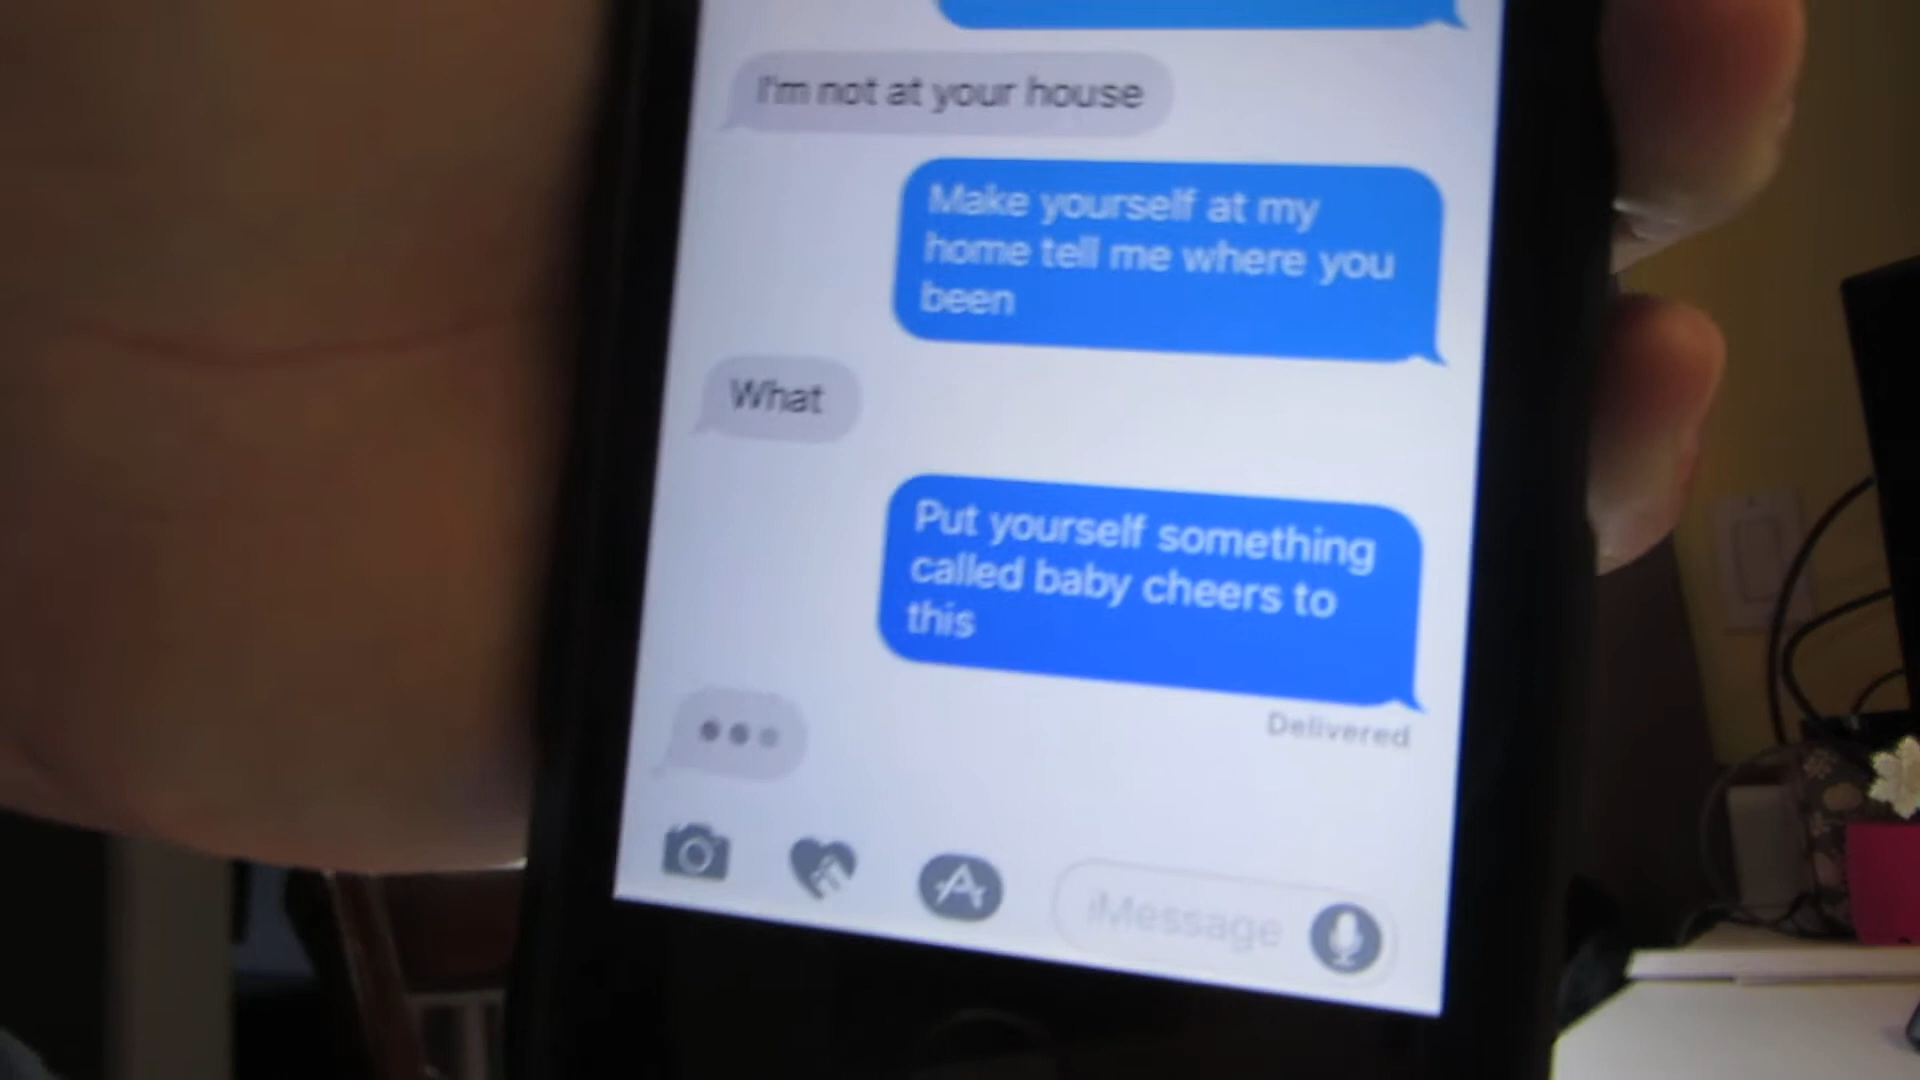 I'm not at your house
Make yourself at my
home tell me where you
been
What
Put yourself something
called baby cheers to
this
Delivered
iMessage